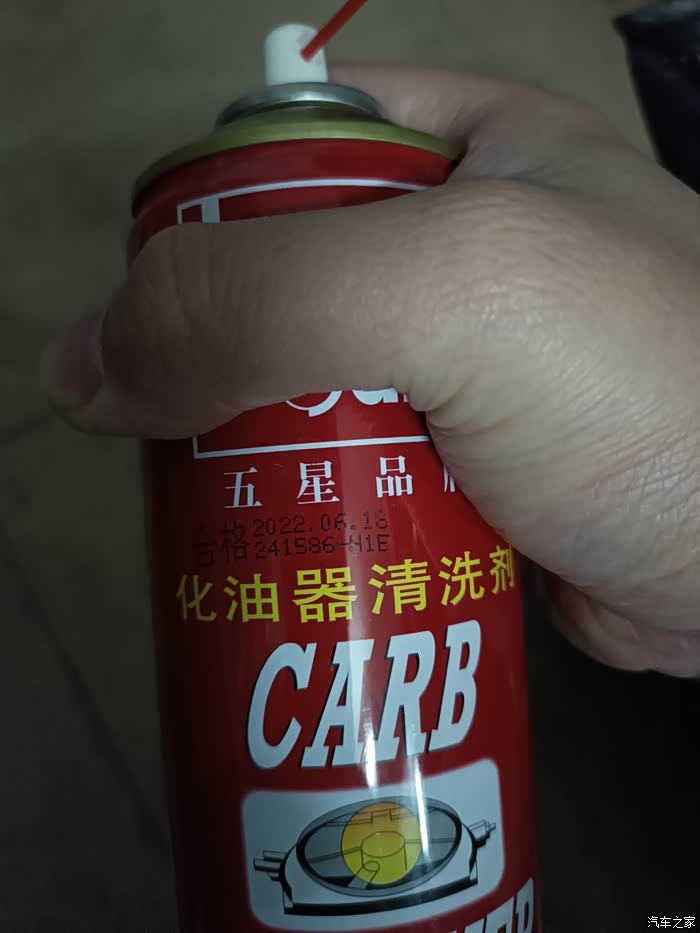 五星品
合格 2022.06.16
241586-N1E
化油器清洗剂
CARB
汽车之家